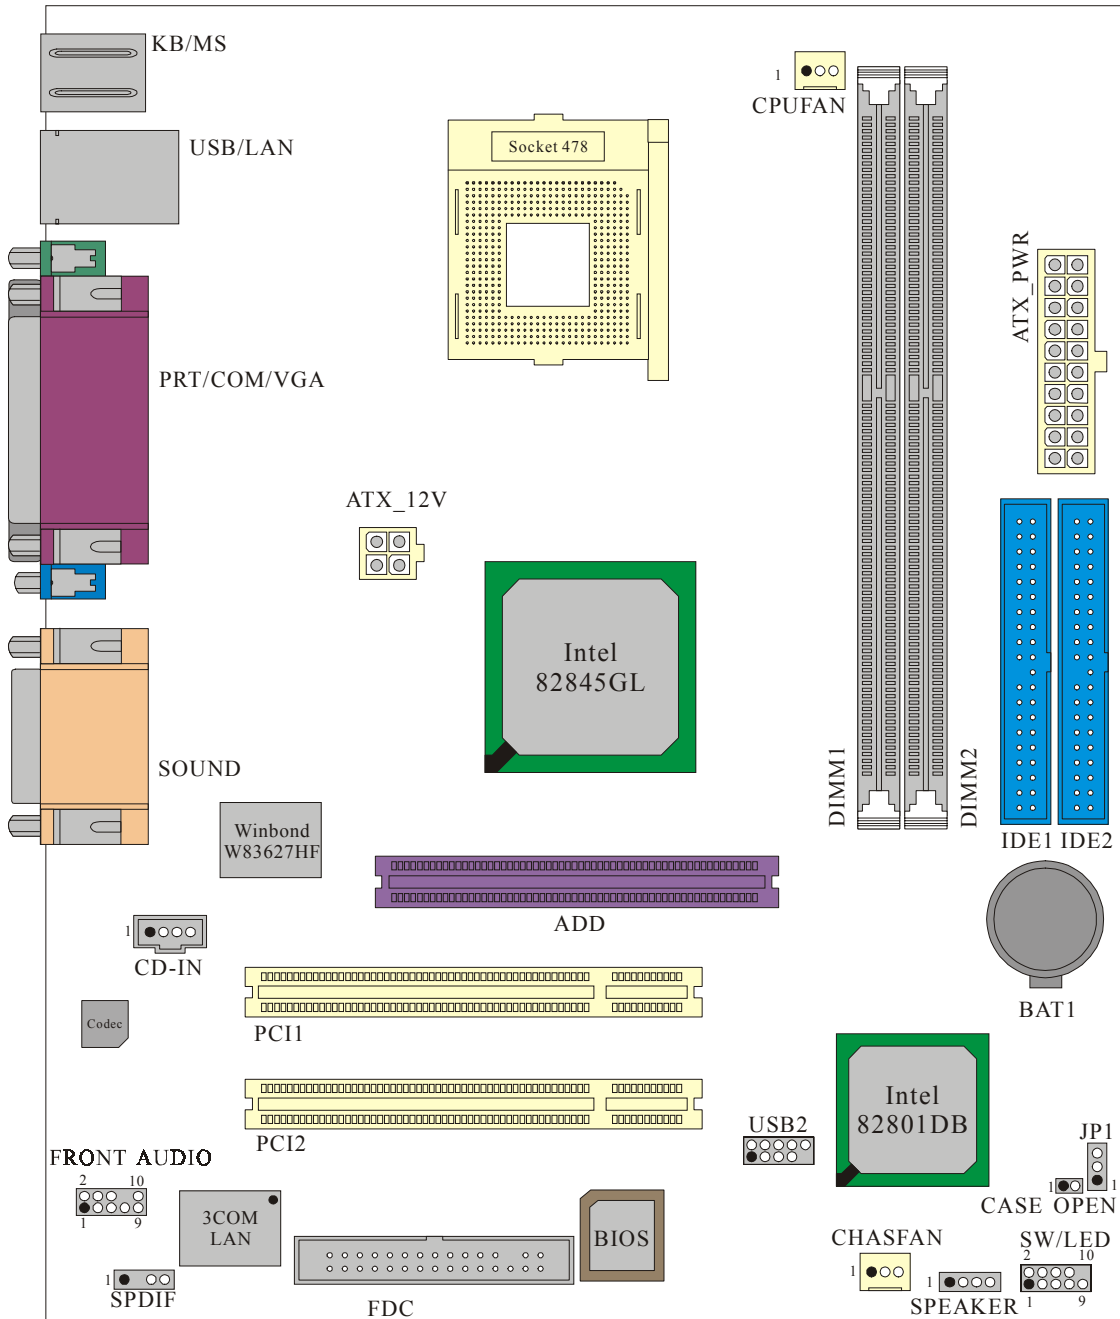 KB/MS
1
CPUFAN
USB/LAN
Socket 478
ATX_PWR
PRT/COM/VGA
ATX_12V
Intel
82845GL
SOUND
DIMM1
DIMM2
Winbond
W83627HF
IDE1 IDE2
ADD
1
CD-IN
BAT1
Codec
PCI1
Intel
82801DB
USB2
JP1
PCI2
FRONT AUDIO
2 10
1 9
1
1
CASE OPEN
3COM
LAN
BIOS
CHASFAN
1
SW/LED
2 10
1 9
1
SPDIF
FDC
1
SPEAKER